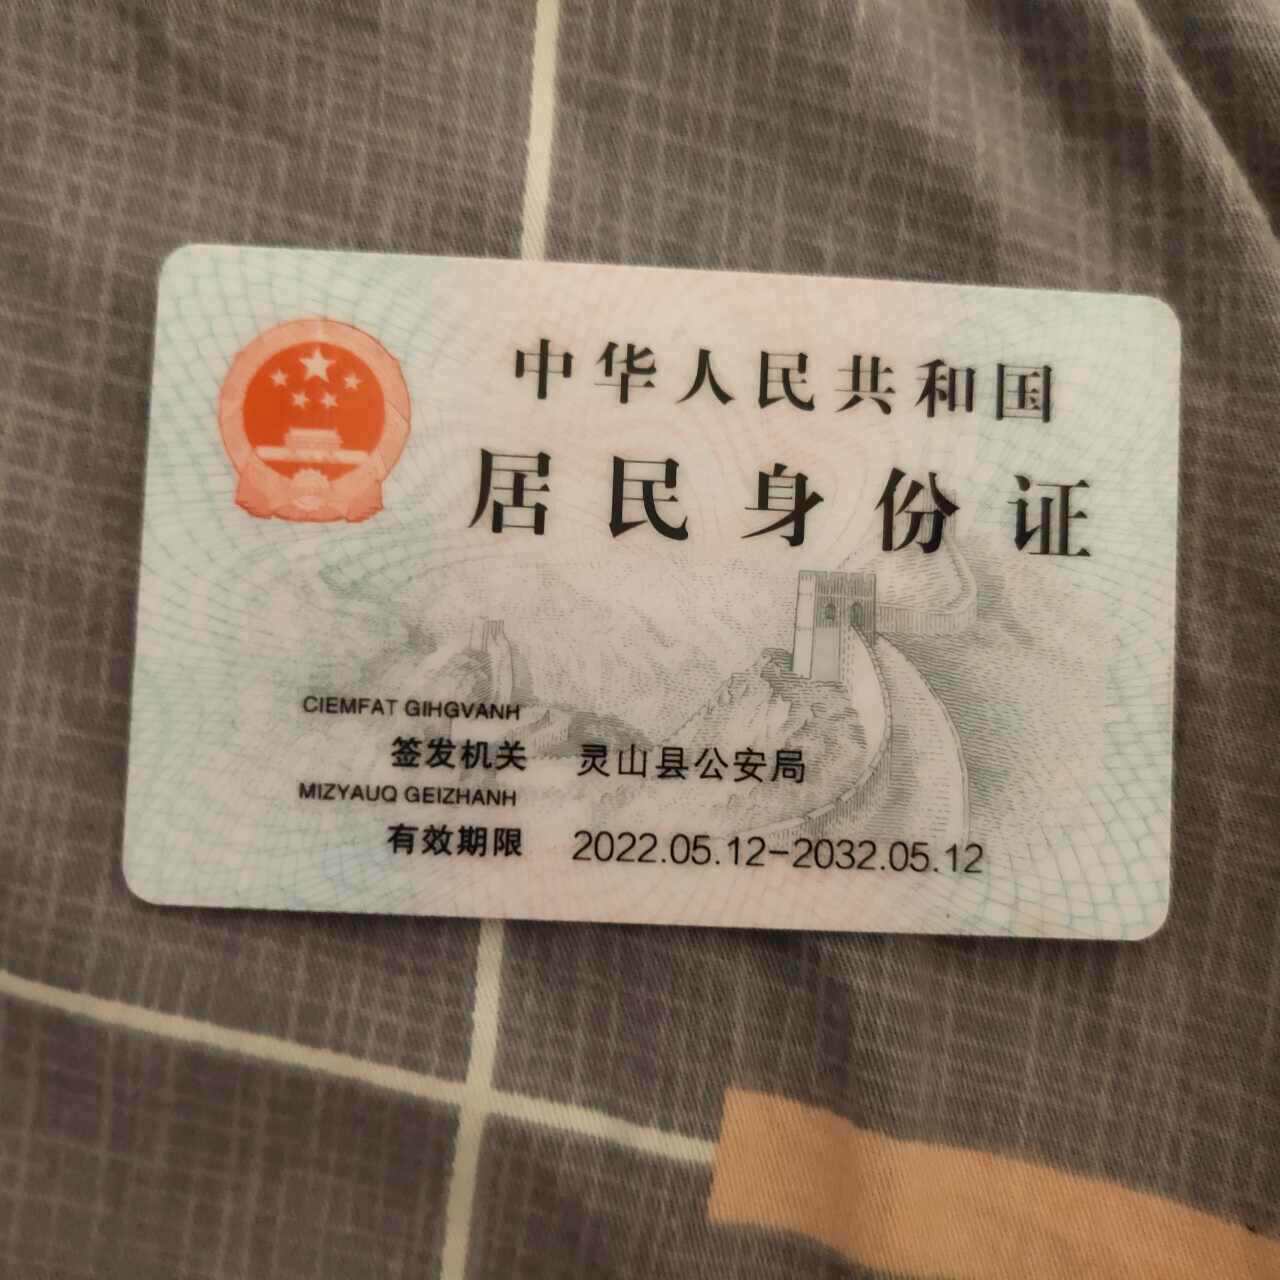 中华人民共和国
居民身份证
CIEMFAT GIHGVANH
签发机关 灵山县公安局
MIZYAUQ GEIZHANH
有效期限 2022.05.12-2032.05.12